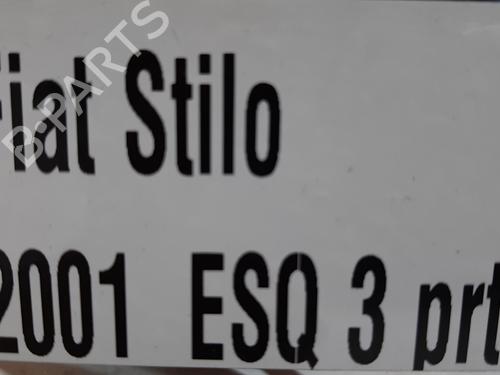 Fiat Stilo
2001 ESQ 3 prt
B-PARTS